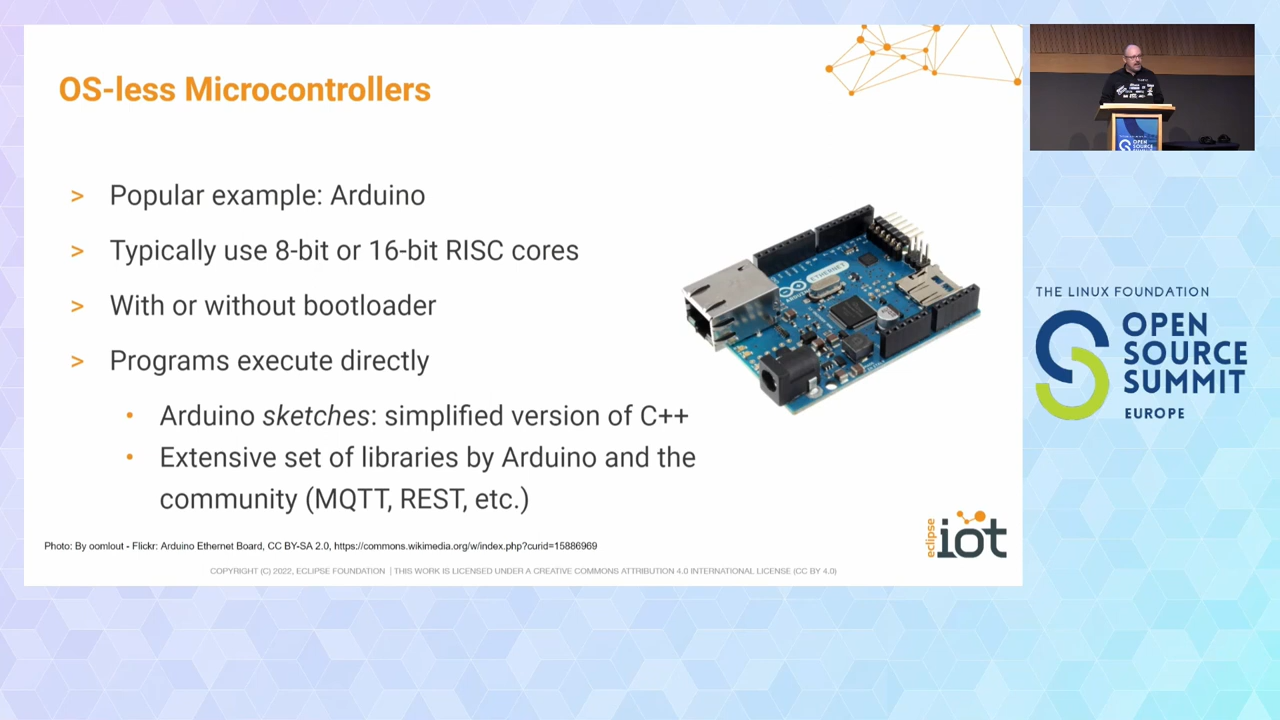 OS-less Microcontrollers
> Popular example: Arduino
> Typically use 8-bit or 16-bit RISC cores
> With or without bootloader
> Programs execute directly
• Arduino sketches: simplified version of C++
• Extensive set of libraries by Arduino and the
community (MQTT, REST, etc.)
ARDUINO
ETHERNET
Photo: By oomlout - Flickr: Arduino Ethernet Board, CC BY-SA 2.0, https://commons.wikimedia.org/w/index.php?curid=15886969
eclipse
iot
COPYRIGHT (C) 2022, ECLIPSE FOUNDATION | THIS WORK IS LICENSED UNDER A CREATIVE COMMONS ATTRIBUTION 4.0 INTERNATIONAL LICENSE (CC BY 4.0)
OPEN
SOURCE
THE LINUX FOUNDATION
OPEN
SOURCE
SUMMIT
EUROPE